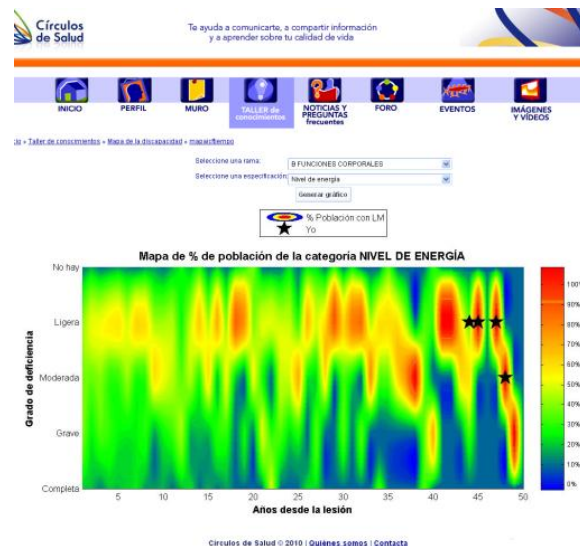 Círculos
de Salud
Te ayuda a comunicarte, a compartir información
y a aprender sobre tu calidad de vida
INICIO
PERFIL
MURO
TALLER de
conocimientos
NOTICIAS Y
PREGUNTAS
frecuentes
FORO
EVENTOS
IMÁGENES
Y VÍDEOS
» Taller de conocimientos » Mapa de la discapacidad »
Seleccione una rama: B FUNCIONES CORPORALES
Seleccione una especificación: Nivel de energía
Generar gráfico
% Población con LM
Yo
Mapa de % de población de la categoría NIVEL DE ENERGÍA
Grado de deficiencia
No hay
Ligera
Moderada
Grave
Completa
5 10 15 20 25 30 35 40 45 50
Años desde la lesión
100%
90%
80%
70%
60%
50%
40%
30%
20%
10%
0%
Círculos de Salud © 2010 | Quiénes somos | Contacta